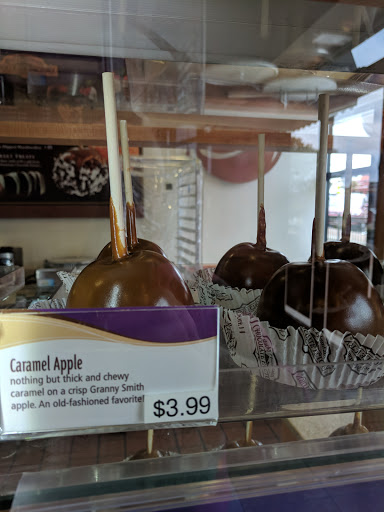 Caramel Apple
nothing but thick and chewy
caramel on a crisp Granny Smith
apple. An old-fashioned favorite!
$3.99